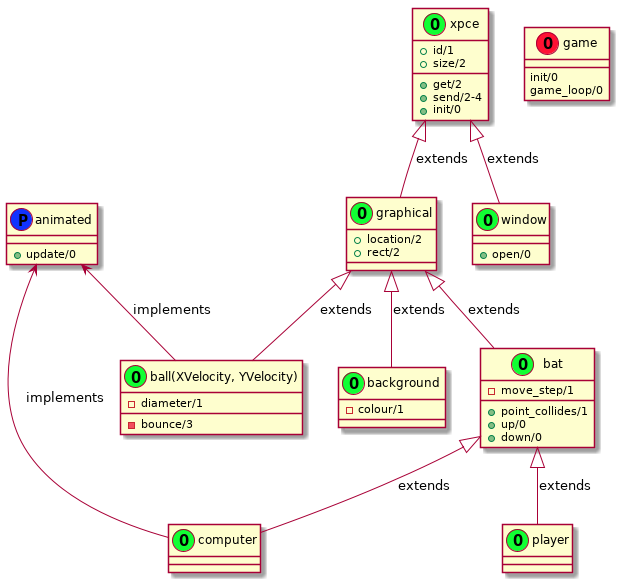 O xpce
id/1
size/2
get/2
send/2-4
init/0
O game
init/0
game_loop/0
extends
extends
P animated
update/0
O graphical
location/2
rect/2
O window
open/0
implements
extends
extends
extends
O ball(XVelocity, YVelocity)
diameter/1
bounce/3
O background
colour/1
O bat
move_step/1
point_collides/1
up/0
down/0
implements
extends
extends
O computer
O player